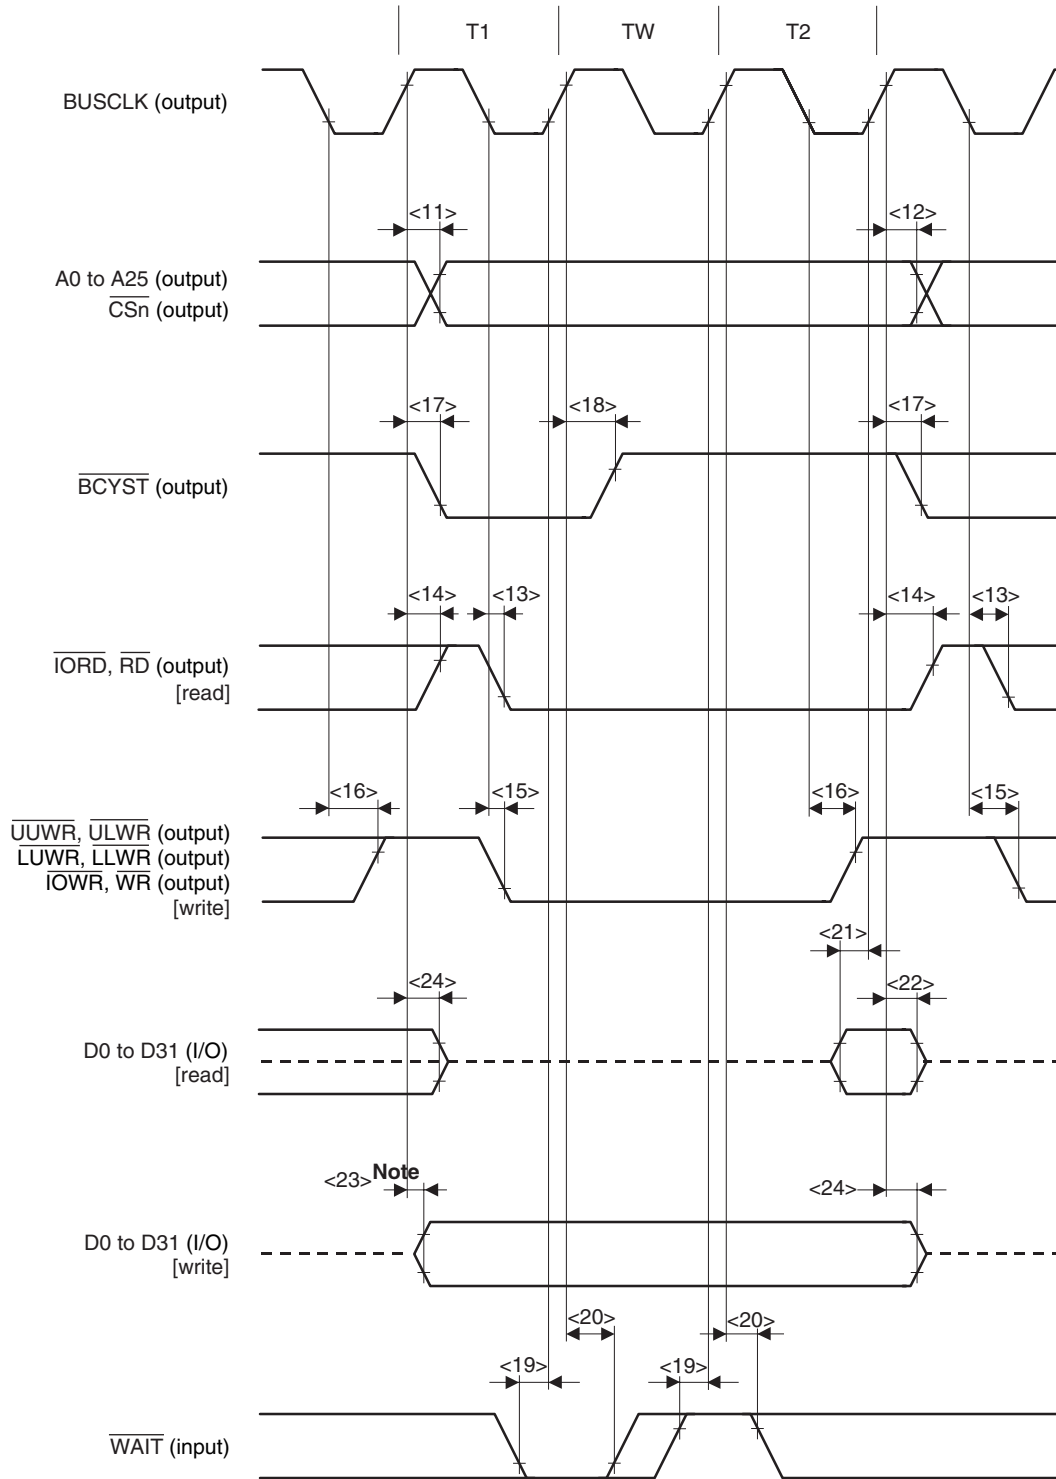 T1 TW T2
BUSCLK (output)
<11> <12>
A0 to A25 (output)
CSn (output)
<17> <18> <17>
BCYST (output)
<14> <13> <14> <13>
IORD, RD (output)
[read]
<16> <15> <16> <15>
UUWR, ULWR (output)
LUWR, LLWR (output)
IOWR, WR (output)
[write]
<21>
<24> <22>
D0 to D31 (I/O)
[read]
<23>Note <24>
D0 to D31 (I/O)
[write]
<20> <20>
<19> <19>
WAIT (input)